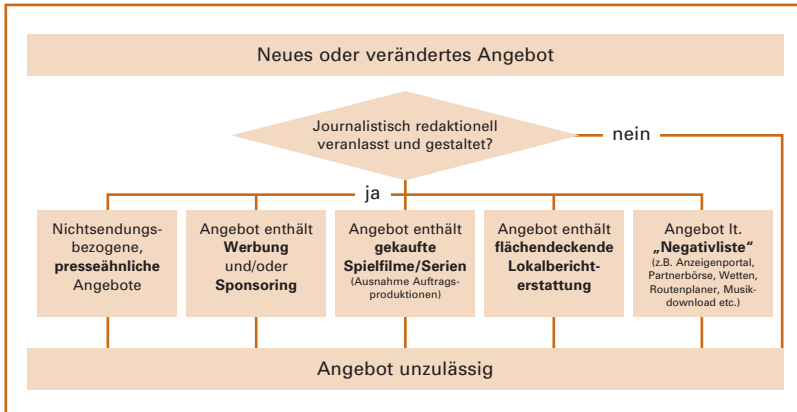 Neues oder verändertes Angebot
Journalistisch redaktionell
veranlasst und gestaltet?
nein
ja
Nichtsendungs-
bezogene,
presseähnliche
Angebote
Angebot enthält
Werbung
und/oder
Sponsoring
Angebot enthält
gekaufte
Spielfilme/Serien
(Ausnahme Auftrags-
produktionen)
Angebot enthält
flächendeckende
Lokalbericht-
erstattung
Angebot lt.
„Negativliste“
(z.B. Anzeigenportal,
Partnerbörse, Wetten,
Routenplaner, Musik-
download etc.)
Angebot unzulässig